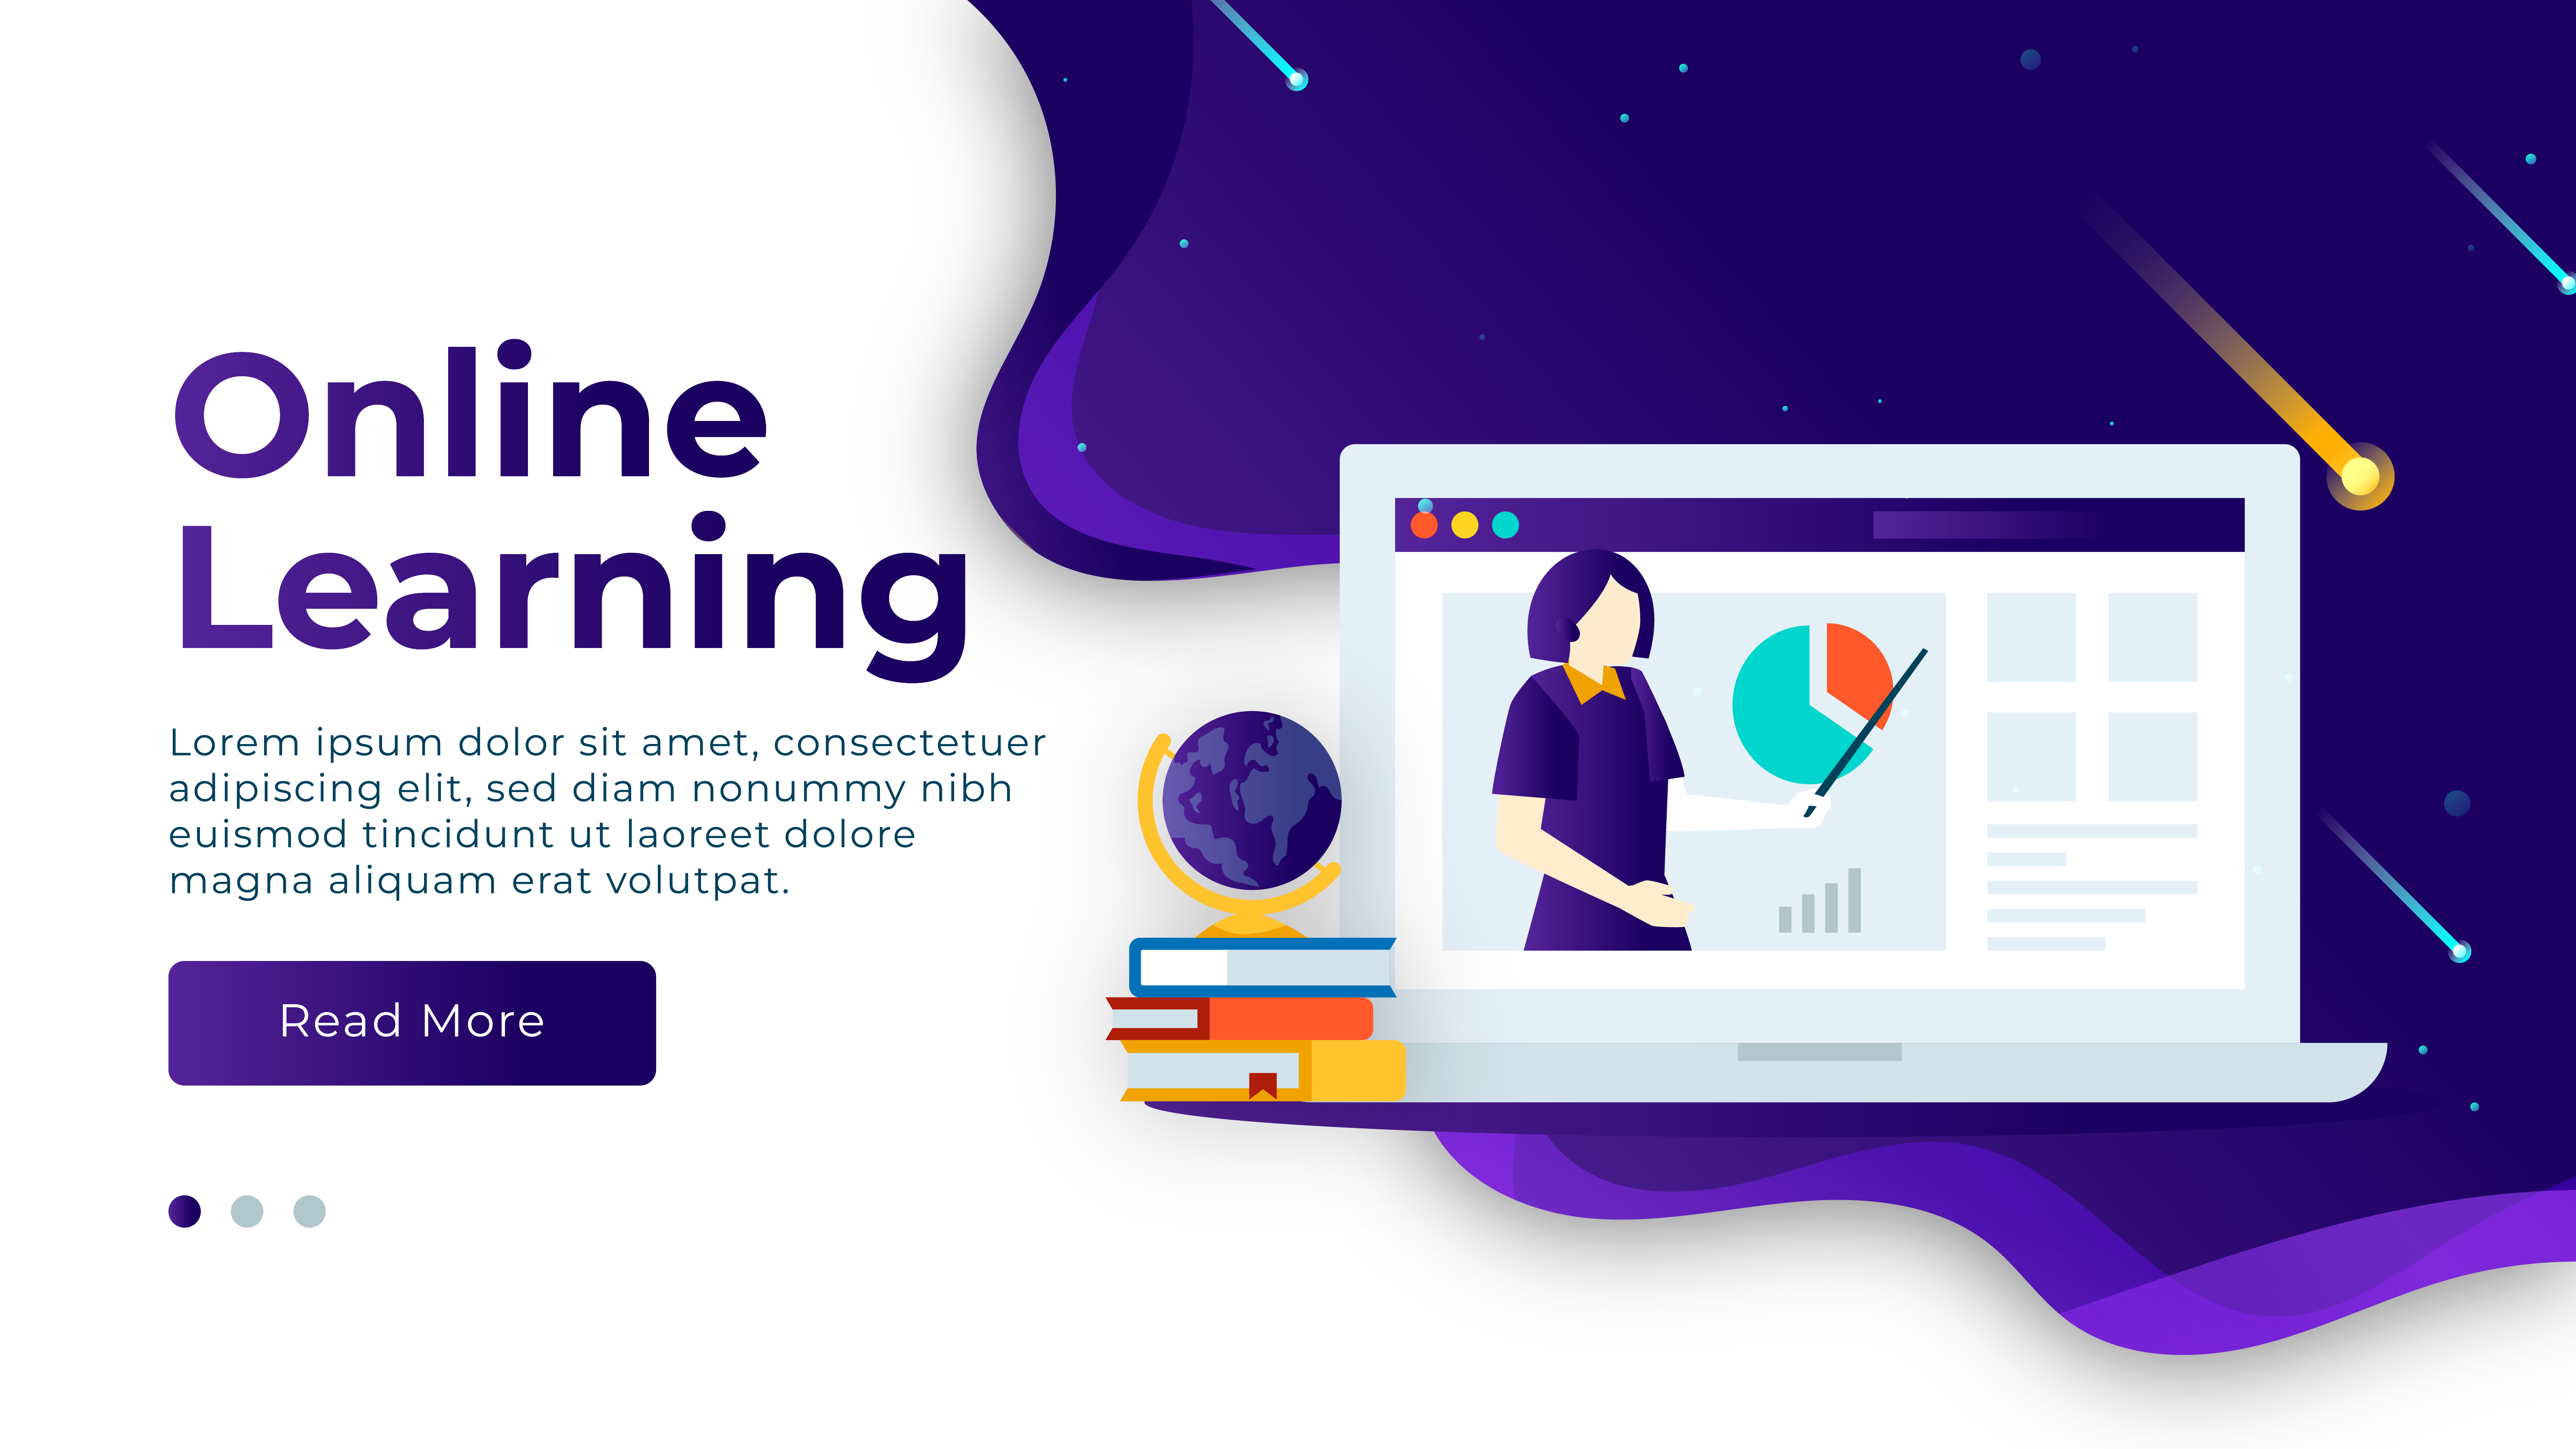 Online
Learning
Lorem ipsum dolor sit amet, consectetuer
adipiscing elit, sed diam nonummy nibh
euismod tincidunt ut laoreet dolore
magna aliquam erat volutpat.
Read More